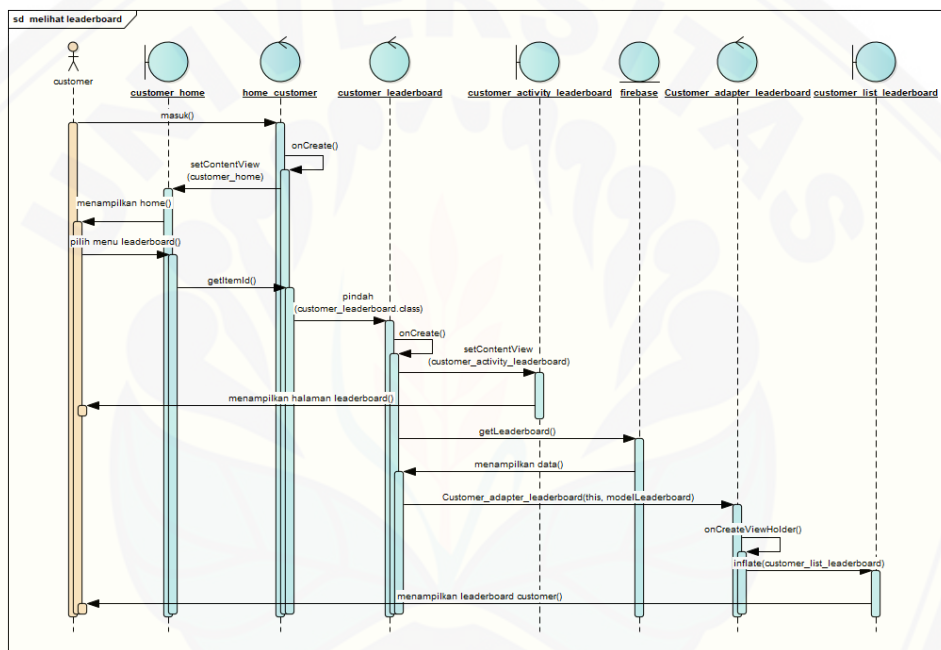 sd melihat leaderboard
UNIVERSITAS
customer
customer_home
home_customer
customer_leaderboard
customer_activity_leaderboard
firebase
Customer_adapter_leaderboard
customer_list_leaderboard
masuk()
onCreate()
setContentView
(customer_home)
menampilkan home()
pilih menu leaderboard()
getItemId()
pindah
(customer_leaderboard.class)
onCreate()
setContentView
(customer_activity_leaderboard)
menampilkan halaman leaderboard()
getLeaderboard()
menampilkan data()
Customer_adapter_leaderboard(this, modelLeaderboard)
onCreateViewHolder()
inflate(customer_list_leaderboard)
menampilkan leaderboard customer()